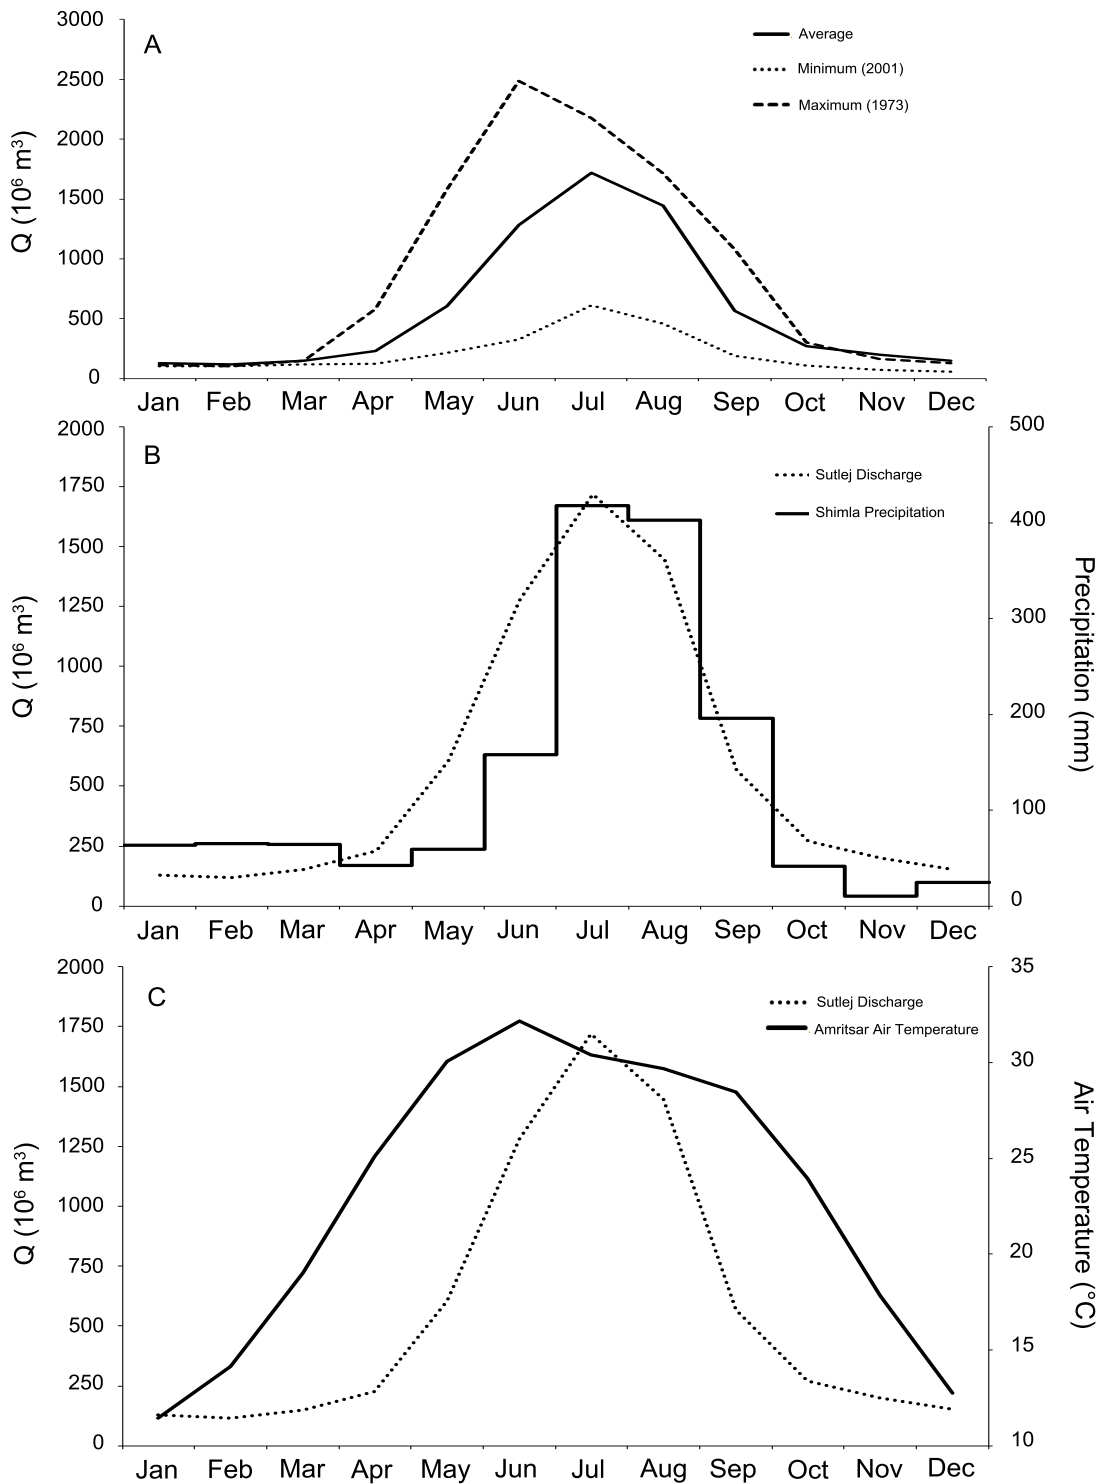 A
Average
Minimum (2001)
Maximum (1973)
Q (10⁶ m³)
3000
2500
2000
1500
1000
500
0
Jan Feb Mar Apr May Jun Jul Aug Sep Oct Nov Dec
B
Sutlej Discharge
Shimla Precipitation
Q (10⁶ m³)
2000
1750
1500
1250
1000
750
500
250
0
Precipitation (mm)
500
400
300
200
100
0
Jan Feb Mar Apr May Jun Jul Aug Sep Oct Nov Dec
C
Sutlej Discharge
Amritsar Air Temperature
Q (10⁶ m³)
2000
1750
1500
1250
1000
750
500
250
0
Air Temperature (°C)
35
30
25
20
15
10
Jan Feb Mar Apr May Jun Jul Aug Sep Oct Nov Dec